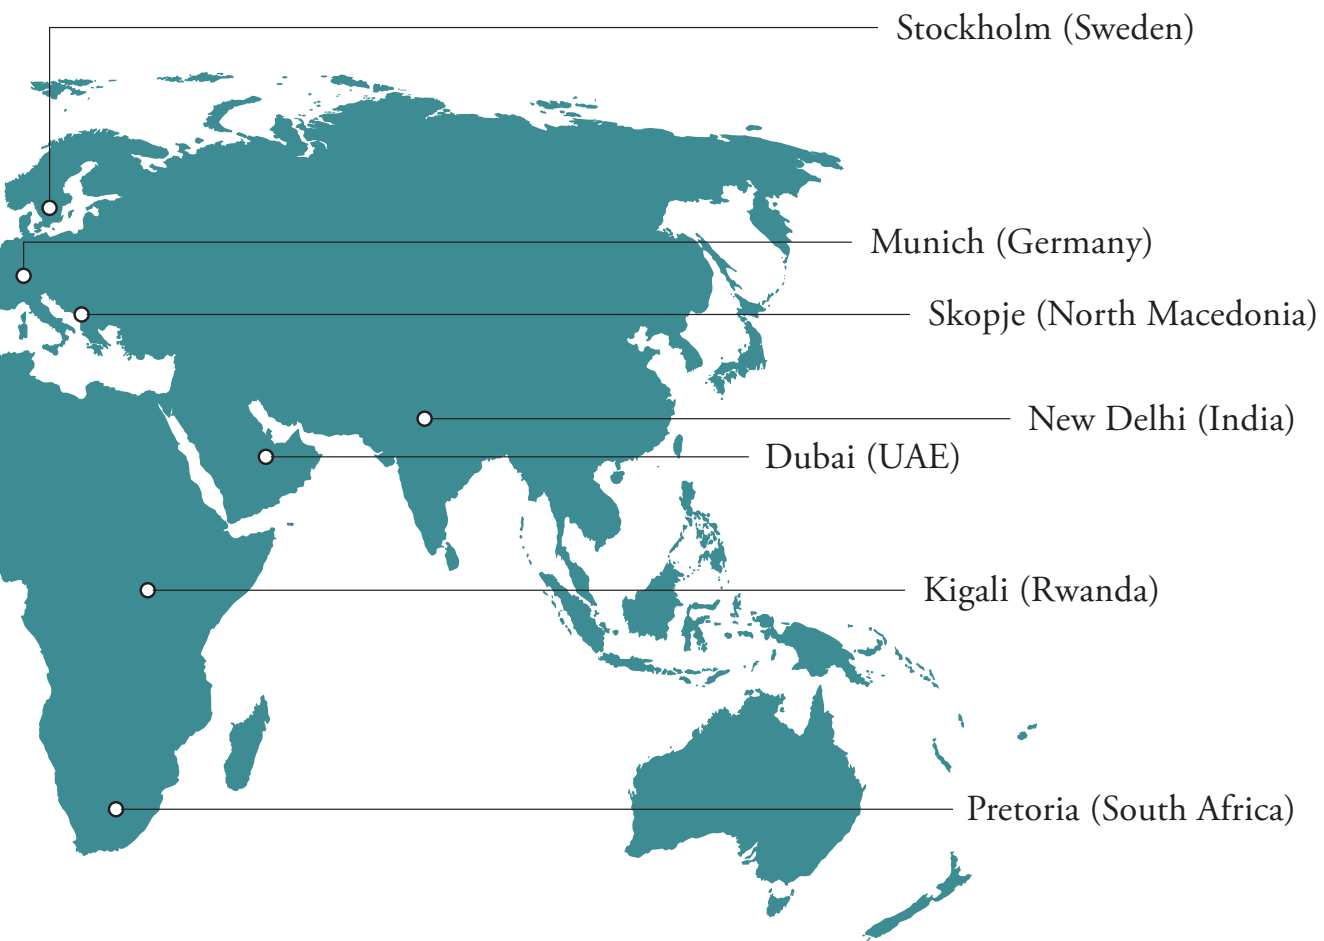 Stockholm (Sweden)
Munich (Germany)
Skopje (North Macedonia)
New Delhi (India)
Dubai (UAE)
Kigali (Rwanda)
Pretoria (South Africa)